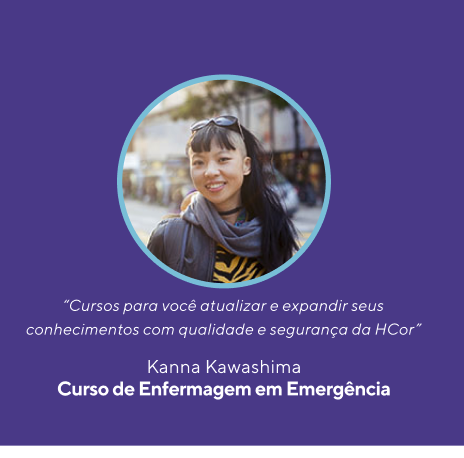 “Cursos para você atualizar e expandir seus
conhecimentos com qualidade e segurança da HCor”
Kanna Kawashima
Curso de Enfermagem em Emergência